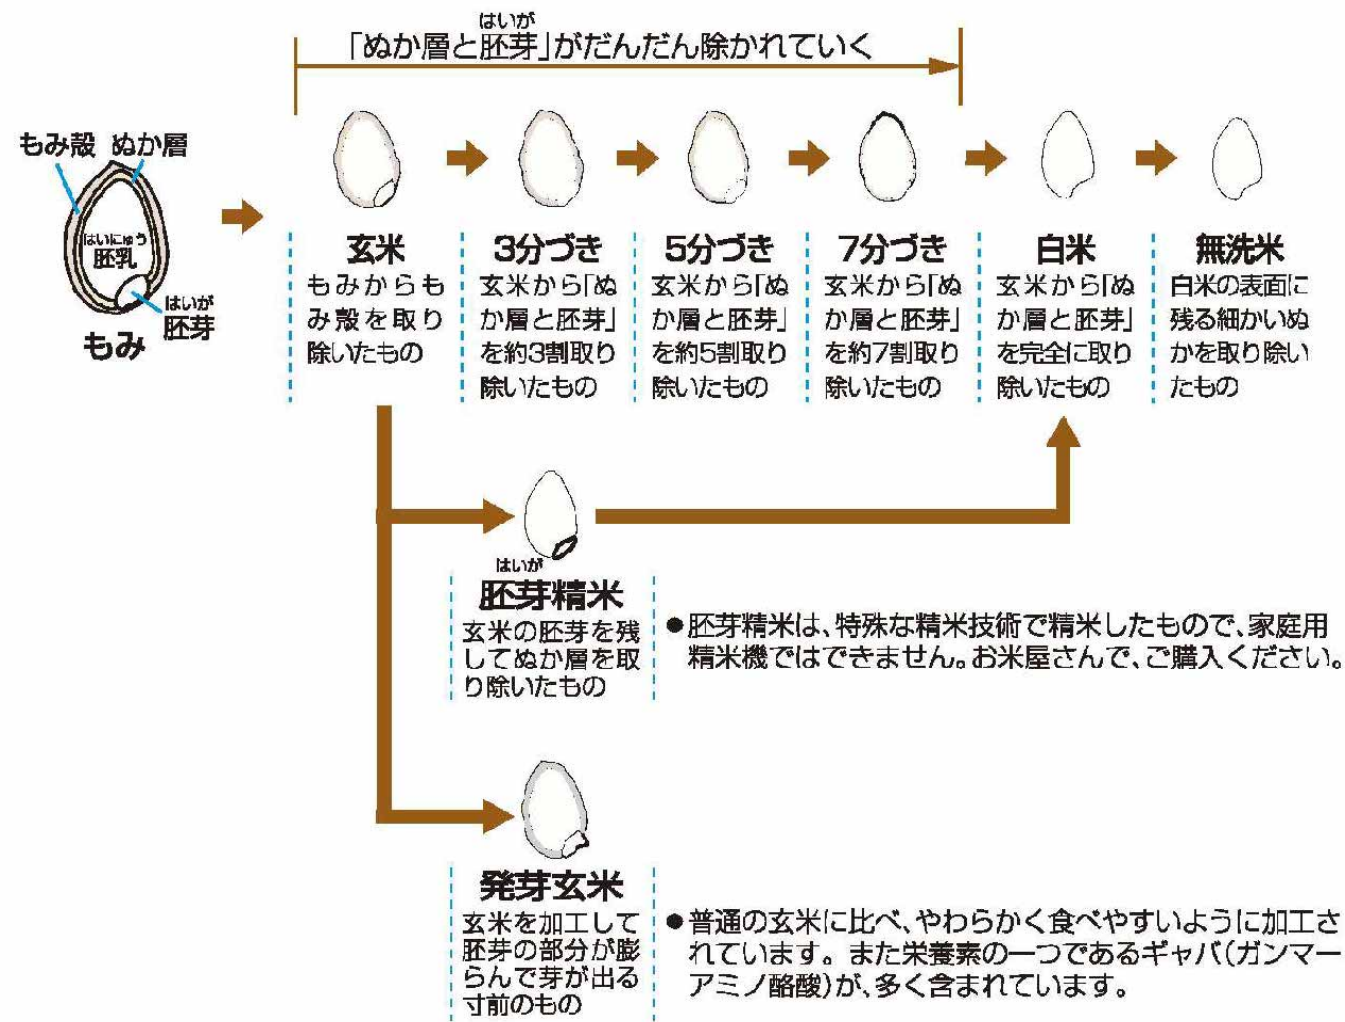 はいが
「ぬか層と胚芽」がだんだん除かれていく
もみ殻 ぬか層
はいにゅう
胚乳
はいが
胚芽
もみ
玄米
もみからも
み殻を取り
除いたもの
3分づき
玄米から「ぬ
か層と胚芽」
を約3割取り
除いたもの
5分づき
玄米から「ぬ
か層と胚芽」
を約5割取り
除いたもの
7分づき
玄米から「ぬ
か層と胚芽」
を約7割取り
除いたもの
白米
玄米から「ぬ
か層と胚芽」
を完全に取り
除いたもの
無洗米
白米の表面に
残る細かいぬ
かを取り除い
たもの
はいが
胚芽精米
玄米の胚芽を残
してぬか層を取
り除いたもの
●胚芽精米は、特殊な精米技術で精米したもので、家庭用
精米機ではできません。お米屋さんで、ご購入ください。
発芽玄米
玄米を加工して
胚芽の部分が膨
らんで芽が出る
寸前のもの
●普通の玄米に比べ、やわらかく食べやすいように加工さ
れています。また栄養素の一つであるギャバ(ガンマー
アミノ酪酸)が、多く含まれています。